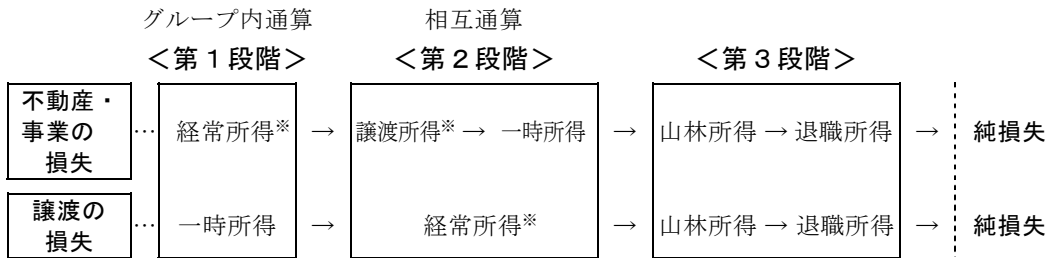 グループ内通算 相互通算
＜第１段階＞ ＜第２段階＞ ＜第３段階＞
不動産・
事業の … 経常所得※ → 譲渡所得※ → 一時所得 → 山林所得 → 退職所得 → 純損失
損失
譲渡の
損失 … 一時所得 → 経常所得※ → 山林所得 → 退職所得 → 純損失